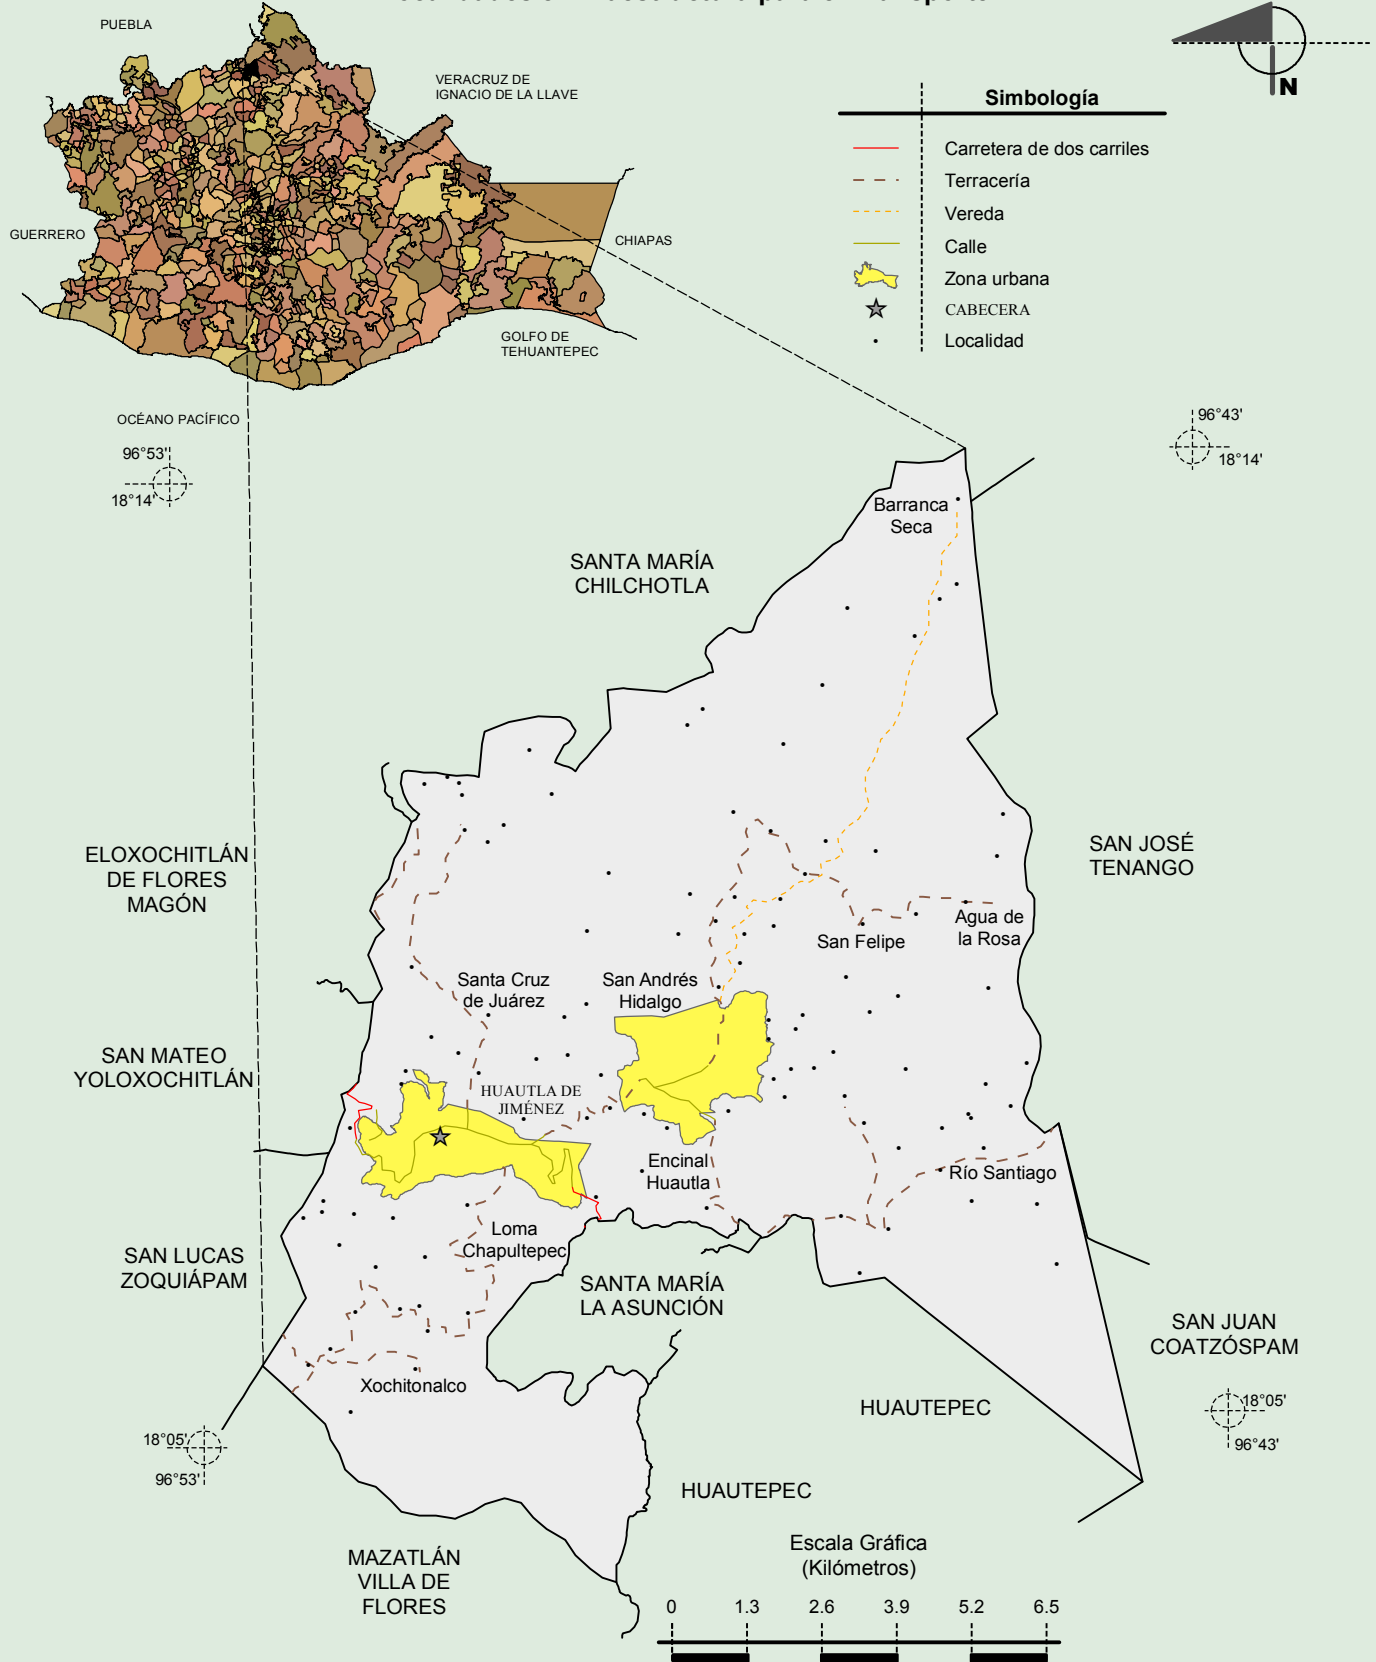 PUEBLA
VERACRUZ DE
IGNACIO DE LA LLAVE
GUERRERO
CHIAPAS
GOLFO DE
TEHUANTEPEC
OCÉANO PACÍFICO
N
Simbología
Carretera de dos carriles
Terracería
Vereda
Calle
Zona urbana
CABECERA
Localidad
96°53'
18°14'
96°43'
18°14'
Barranca
Seca
SANTA MARÍA
CHILCHOTLA
ELOXOCHITLÁN
DE FLORES
MAGÓN
SAN JOSÉ
TENANGO
Agua de
la Rosa
San Felipe
Santa Cruz
de Juárez
San Andrés
Hidalgo
SAN MATEO
YOLOXOCHITLÁN
HUAUTLA DE
JIMÉNEZ
Encinal
Huautla
Río Santiago
Loma
Chapultepec
SAN LUCAS
ZOQUIÁPAM
SANTA MARÍA
LA ASUNCIÓN
SAN JUAN
COATZÓSPAM
Xochitonalco
HUAUTEPEC
18°05'
96°43'
18°05'
96°53'
HUAUTEPEC
MAZATLÁN
VILLA DE
FLORES
Escala Gráfica
(Kilómetros)
0 1.3 2.6 3.9 5.2 6.5